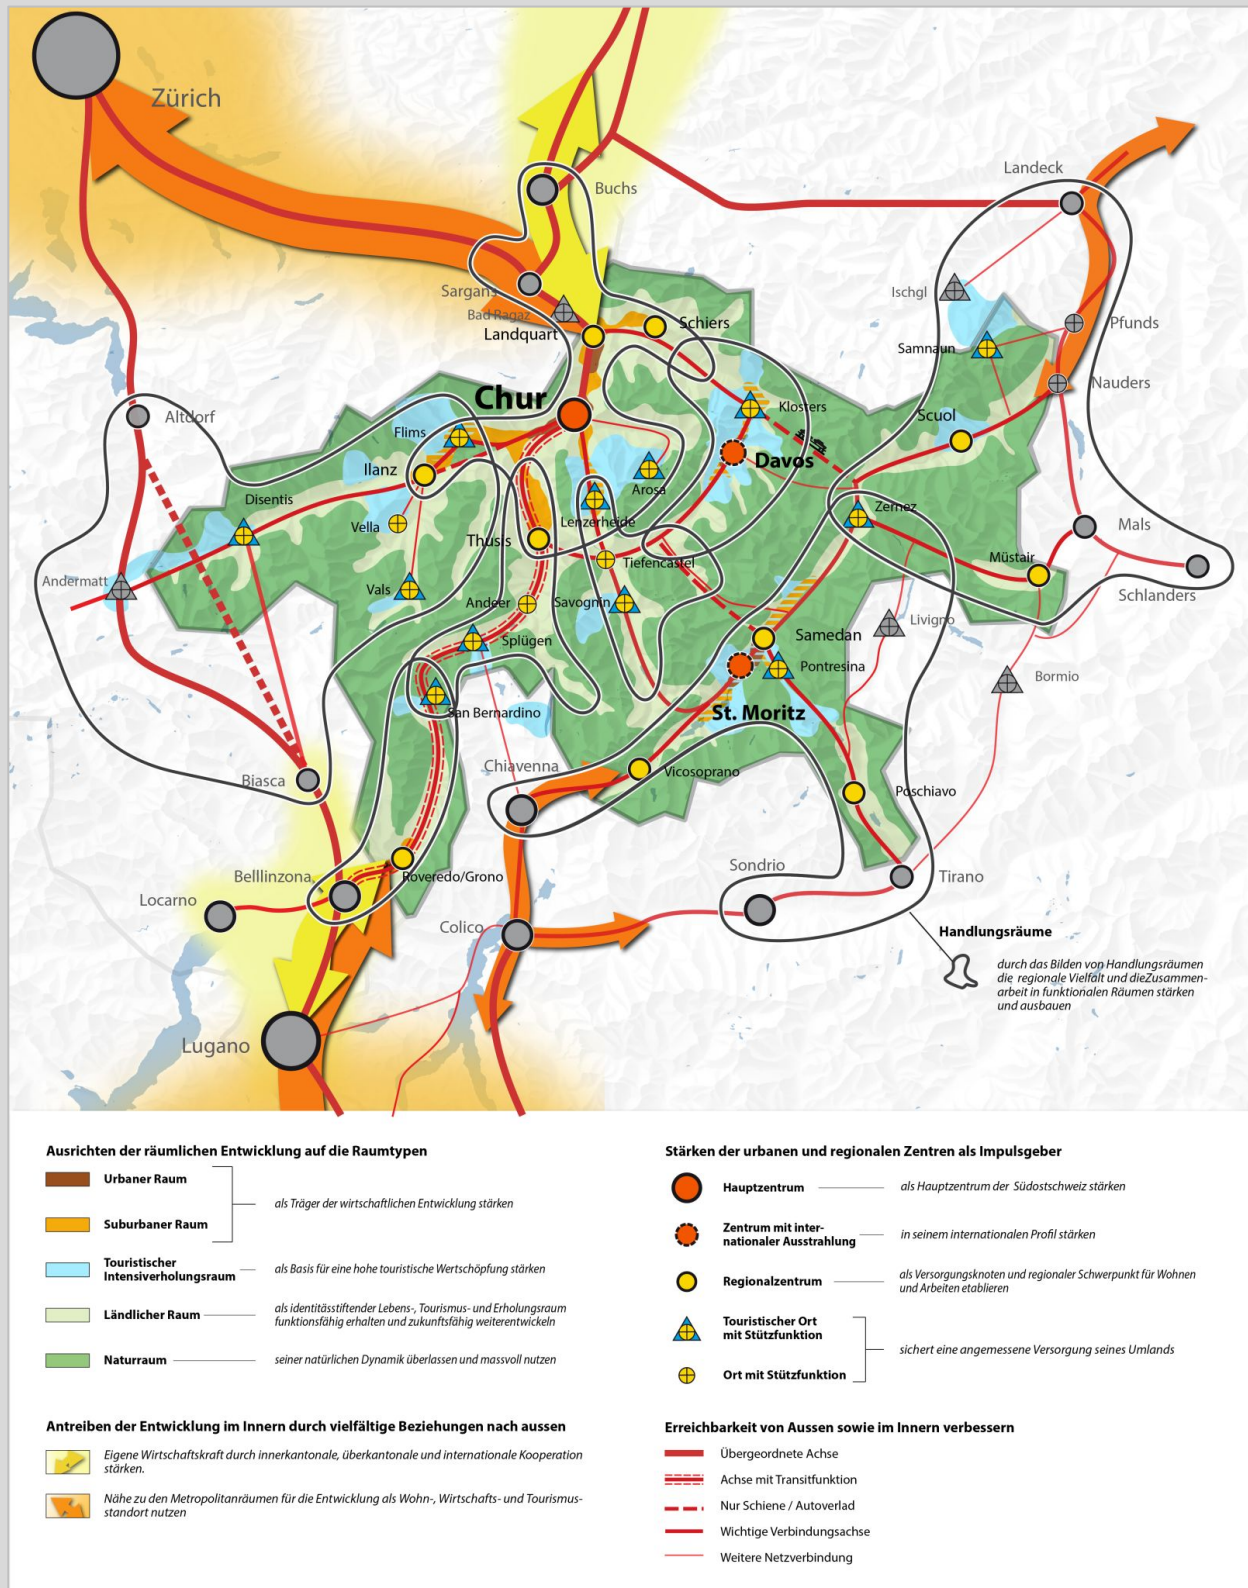 Zürich
Landeck
Buchs
Ischgl
Sargans
Bad Ragaz
Schiers
Pfunds
Landquart
Samnaun
Nauders
Chur
Klosters
Altdorf
Scuol
Flims
Davos
Ilanz
Arosa
Disentis
Lenzerheide
Zernez
Vella
Mals
Thusis
Tiefencastel
Müstair
Andermatt
Vals
Andeer
Savognin
Schlanders
Livigno
Splügen
Samedan
Pontresina
Bormio
San Bernardino
St. Moritz
Chiavenna
Vicosoprano
Biasca
Poschiavo
Sondrio
Tirano
Belllinzona
Roveredo/Grono
Locarno
Colico
Handlungsräume
durch das Bilden von Handlungsräumen
die regionale Vielfalt und dieZusammen-
arbeit in funktionalen Räumen stärken
und ausbauen
Lugano
Ausrichten der räumlichen Entwicklung auf die Raumtypen
Urbaner Raum
als Träger der wirtschaftlichen Entwicklung stärken
Suburbaner Raum
Touristischer
Intensiverholungsraum
als Basis für eine hohe touristische Wertschöpfung stärken
Ländlicher Raum
als identitässtiftender Lebens-, Tourismus- und Erholungsraum
funktionsfähig erhalten und zukunftsfähig weiterentwickeln
Naturraum
seiner natürlichen Dynamik überlassen und massvoll nutzen
Antreiben der Entwicklung im Innern durch vielfältige Beziehungen nach aussen
Eigene Wirtschaftskraft durch innerkantonale, überkantonale und internationale Kooperation
stärken.
Nähe zu den Metropolitanräumen für die Entwicklung als Wohn-, Wirtschafts- und Tourismus-
standort nutzen
Stärken der urbanen und regionalen Zentren als Impulsgeber
Hauptzentrum
als Hauptzentrum der Südostschweiz stärken
Zentrum mit inter-
nationaler Ausstrahlung
in seinem internationalen Profil stärken
Regionalzentrum
als Versorgungsknoten und regionaler Schwerpunkt für Wohnen
und Arbeiten etablieren
Touristischer Ort
mit Stützfunktion
sichert eine angemessene Versorgung seines Umlands
Ort mit Stützfunktion
Erreichbarkeit von Aussen sowie im Innern verbessern
Übergeordnete Achse
Achse mit Transitfunktion
Nur Schiene / Autoverlad
Wichtige Verbindungsachse
Weitere Netzverbindung